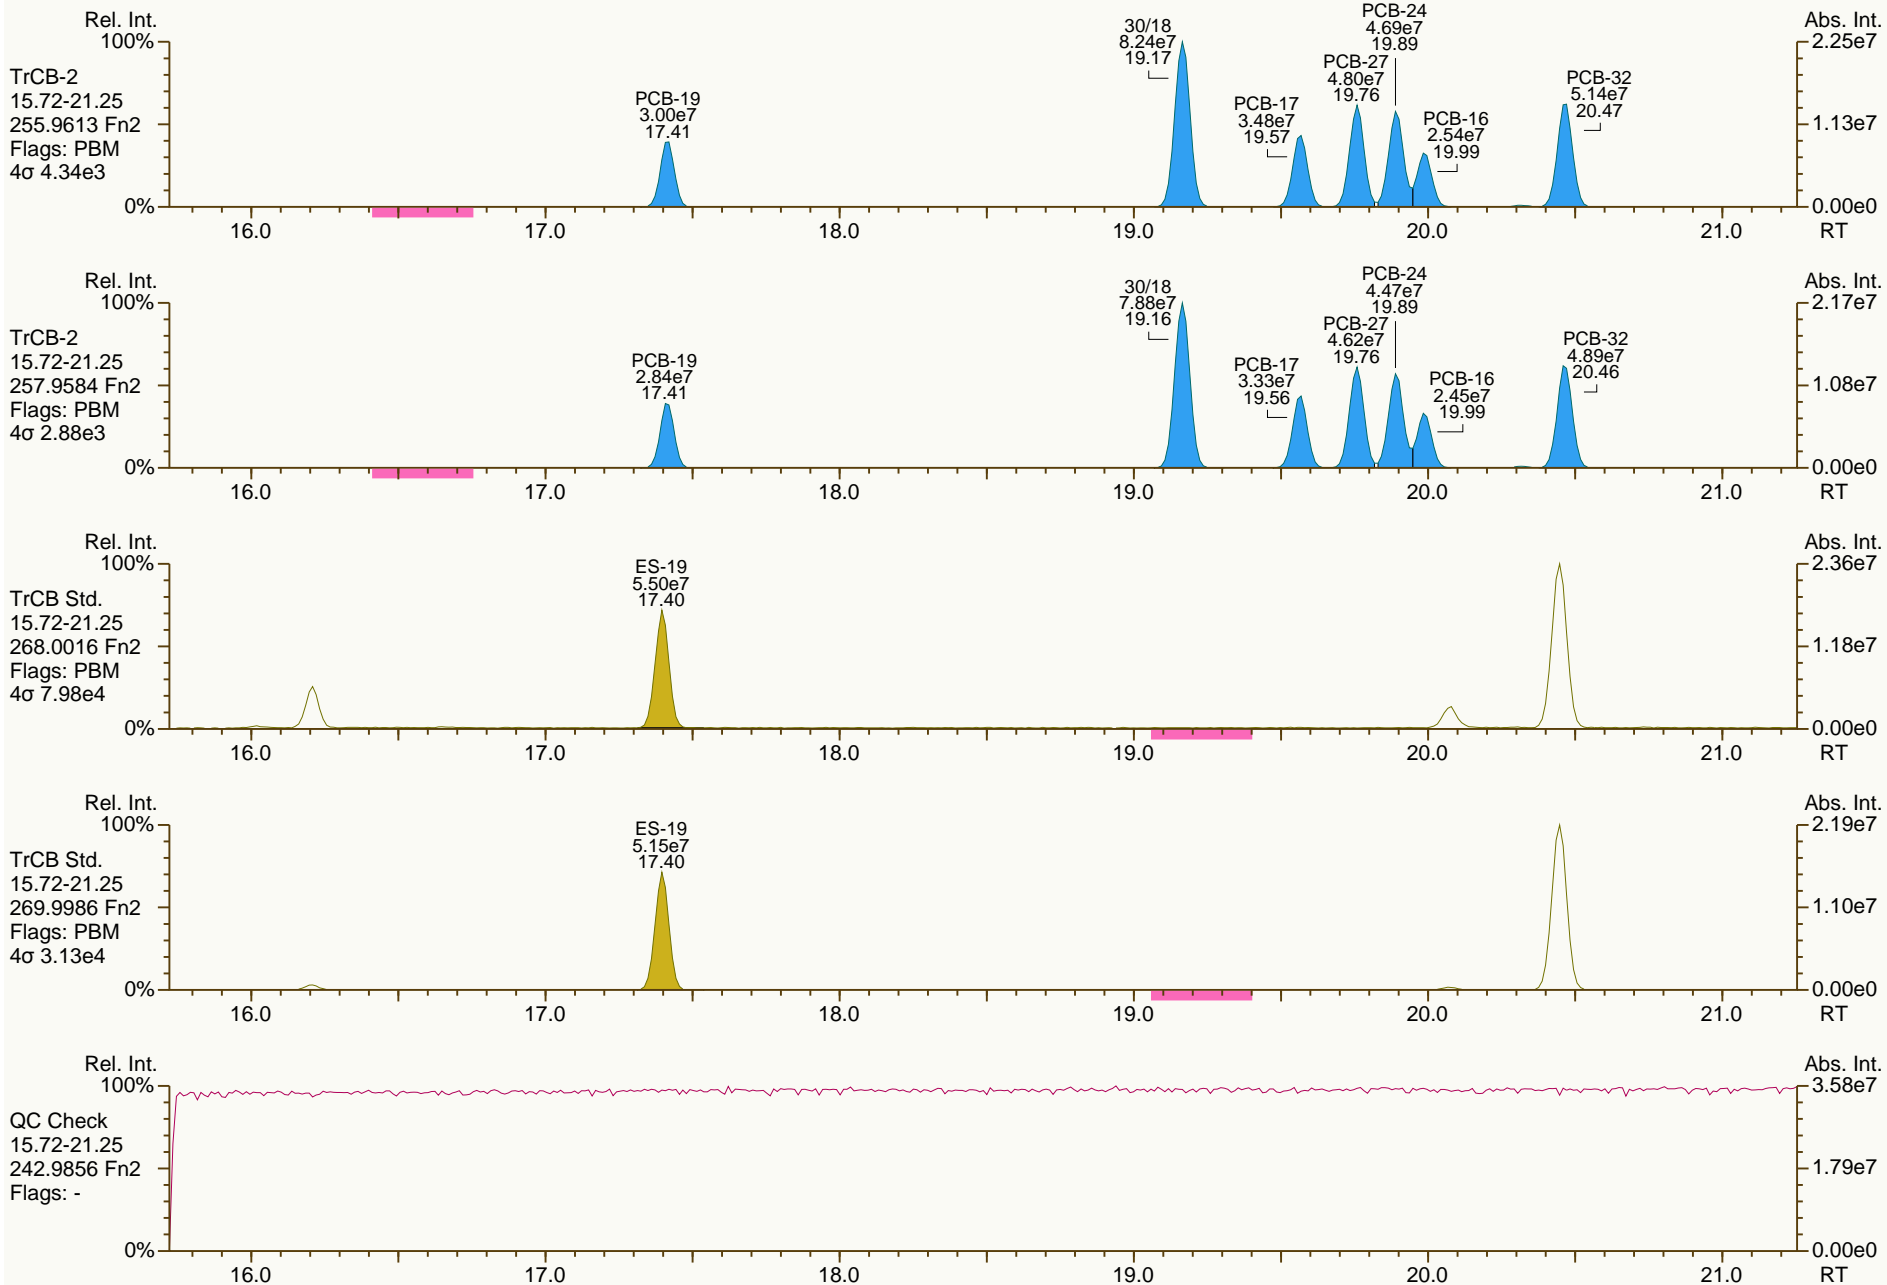 Rel. Int.
100%
0%
TrCB-2
15.72-21.25
255.9613 Fn2
Flags: PBM
4σ 4.34e3
PCB-19
3.00e7
17.41
30/18
8.24e7
19.17
PCB-17
3.48e7
19.57
PCB-27
4.80e7
19.76
PCB-24
4.69e7
19.89
PCB-16
2.54e7
19.99
PCB-32
5.14e7
20.47
Abs. Int.
2.25e7
1.13e7
0.00e0
16.0 17.0 18.0 19.0 20.0 21.0 RT
Rel. Int.
100%
0%
TrCB-2
15.72-21.25
257.9584 Fn2
Flags: PBM
4σ 2.88e3
PCB-19
2.84e7
17.41
30/18
7.88e7
19.16
PCB-17
3.33e7
19.56
PCB-27
4.62e7
19.76
PCB-24
4.47e7
19.89
PCB-16
2.45e7
19.99
PCB-32
4.89e7
20.46
Abs. Int.
2.17e7
1.08e7
0.00e0
16.0 17.0 18.0 19.0 20.0 21.0 RT
Rel. Int.
100%
0%
TrCB Std.
15.72-21.25
268.0016 Fn2
Flags: PBM
4σ 7.98e4
ES-19
5.50e7
17.40
Abs. Int.
2.36e7
1.18e7
0.00e0
16.0 17.0 18.0 19.0 20.0 21.0 RT
Rel. Int.
100%
0%
TrCB Std.
15.72-21.25
269.9986 Fn2
Flags: PBM
4σ 3.13e4
ES-19
5.15e7
17.40
Abs. Int.
2.19e7
1.10e7
0.00e0
16.0 17.0 18.0 19.0 20.0 21.0 RT
Rel. Int.
100%
0%
QC Check
15.72-21.25
242.9856 Fn2
Flags: -
Abs. Int.
3.58e7
1.79e7
0.00e0
16.0 17.0 18.0 19.0 20.0 21.0 RT